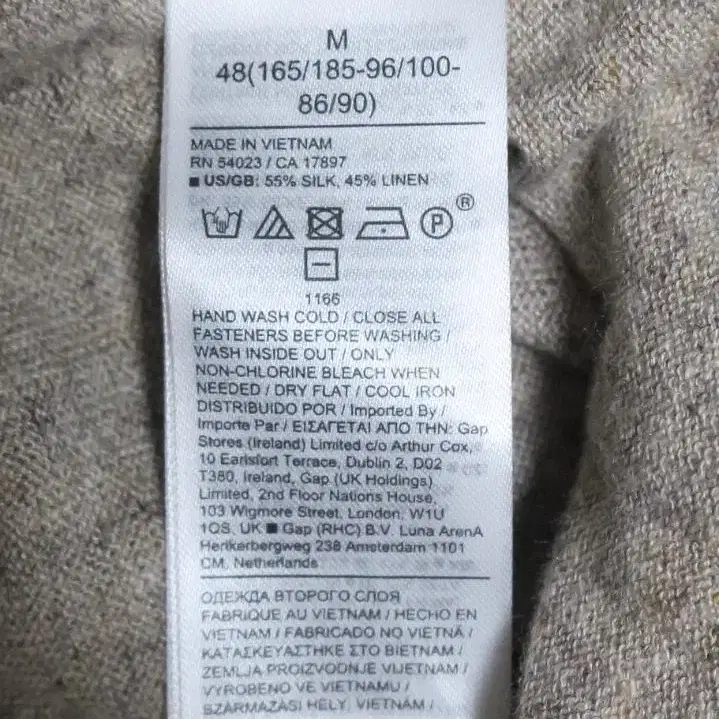 M
48(165/185-96/100-
86/90)
MADE IN VIETNAM
RN 54023 / CA 17897
■ US/GB: 55% SILK, 45% LINEN
P ®
1166
HAND WASH COLD / CLOSE ALL
FASTENERS BEFORE WASHING /
WASH INSIDE OUT / ONLY
NON-CHLORINE BLEACH WHEN
NEEDED / DRY FLAT / COOL IRON
DISTRIBUIDO POR / Imported By /
Importe Par / ΕΙΣΑΓΕΤΑΙ ΑΠΟ ΤΗΝ: Gap
Stores (Ireland) Limited c/o Arthur Cox,
10 Earlsfort Terrace, Dublin 2, D02
T380, Ireland, Gap (UK Holdings)
Limited, 2nd Floor Nations House,
103 Wigmore Street, London, W1U
1QS, UK ■ Gap (RHC) B.V. Luna ArenA
Herikerbergweg 238 Amsterdam 1101
CM, Netherlands
ОДЕЖДА ВТОРОГО СЛОЯ
FABRIQUE AU VIETNAM / HECHO EN
VIETNAM / FABRICADO NO VIETNÃ /
ΚΑΤΑΣΚΕΥΑΣΤΗΚΕ ΣΤΟ ΒΙΕΤΝΑΜ /
ZEMLJA PROIZVODNJE VIJETNAM /
VYROBENO VE VIETNAMU /
SZÁRMAZÁSI HELY, VIETNÁM /